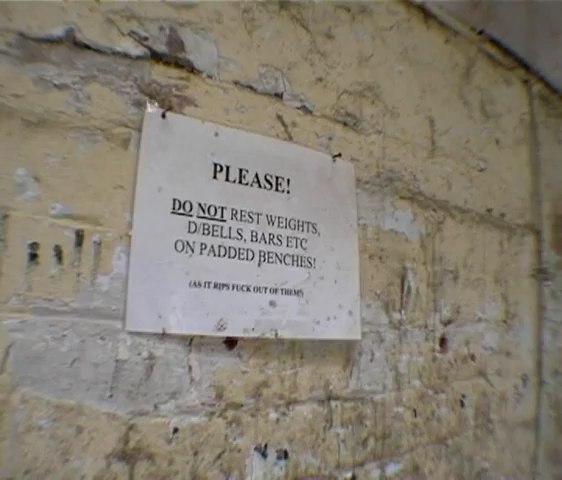 PLEASE!
DO NOT REST WEIGHTS,
D/BELLS, BARS ETC
ON PADDED BENCHES!
(AS IT RIPS FUCK OUT OF THEM!)